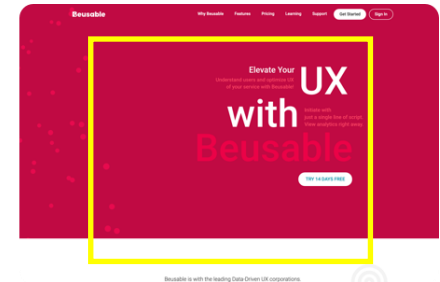 Beusable
Why Beusable Features Pricing Learning Support Get Started Sign In
Elevate Your UX
Understand users and optimize UX
of your service with Beusable!
with
Initiate with
just a single line of script.
View analytics right away.
Beusable
TRY 14 DAYS FREE
Beusable is with the leading Data-Driven UX corporations.